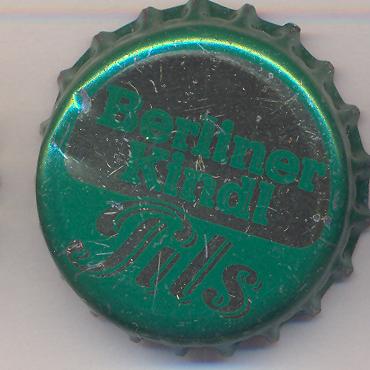 Berliner
Kindl
Pils